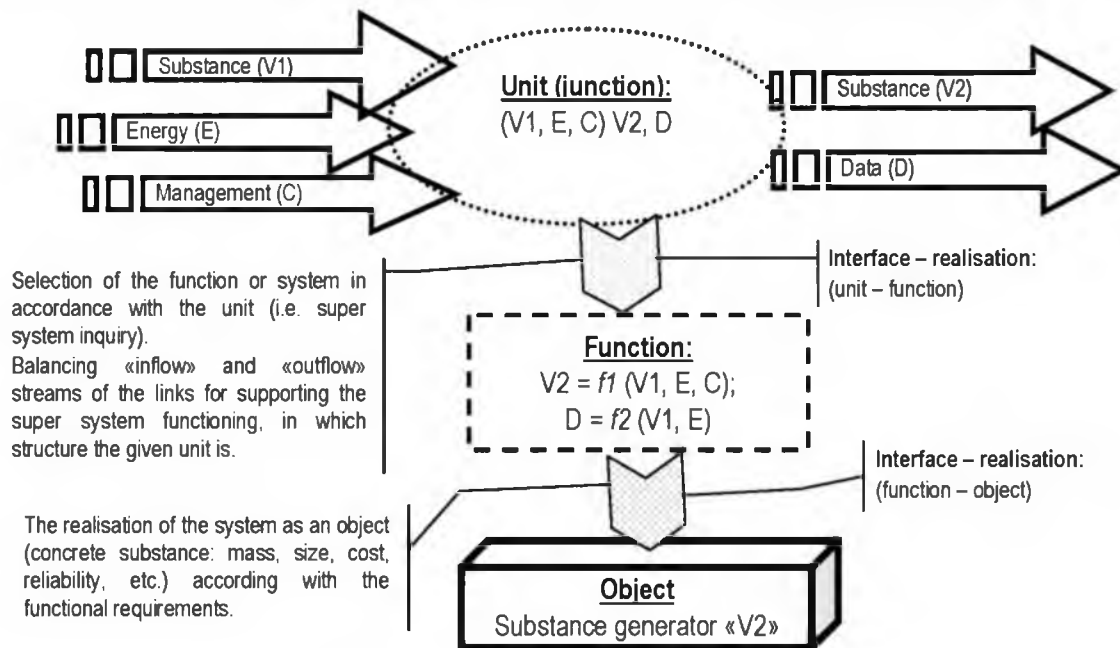 Substance (V1)
Energy (E)
Management (C)
Unit (iunction):
(V1, E, C) V2, D
Substance (V2)
Data (D)
Selection of the function or system in
accordance with the unit (i.e. super
system inquiry).
Balancing «inflow» and «outflow»
streams of the links for supporting the
super system functioning, in which
structure the given unit is.
Interface – realisation:
(unit – function)
Function:
V2 = f1 (V1, E, C);
D = f2 (V1, E)
Interface – realisation:
(function – object)
The realisation of the system as an object
(concrete substance: mass, size, cost,
reliability, etc.) according with the
functional requirements.
Object
Substance generator «V2»